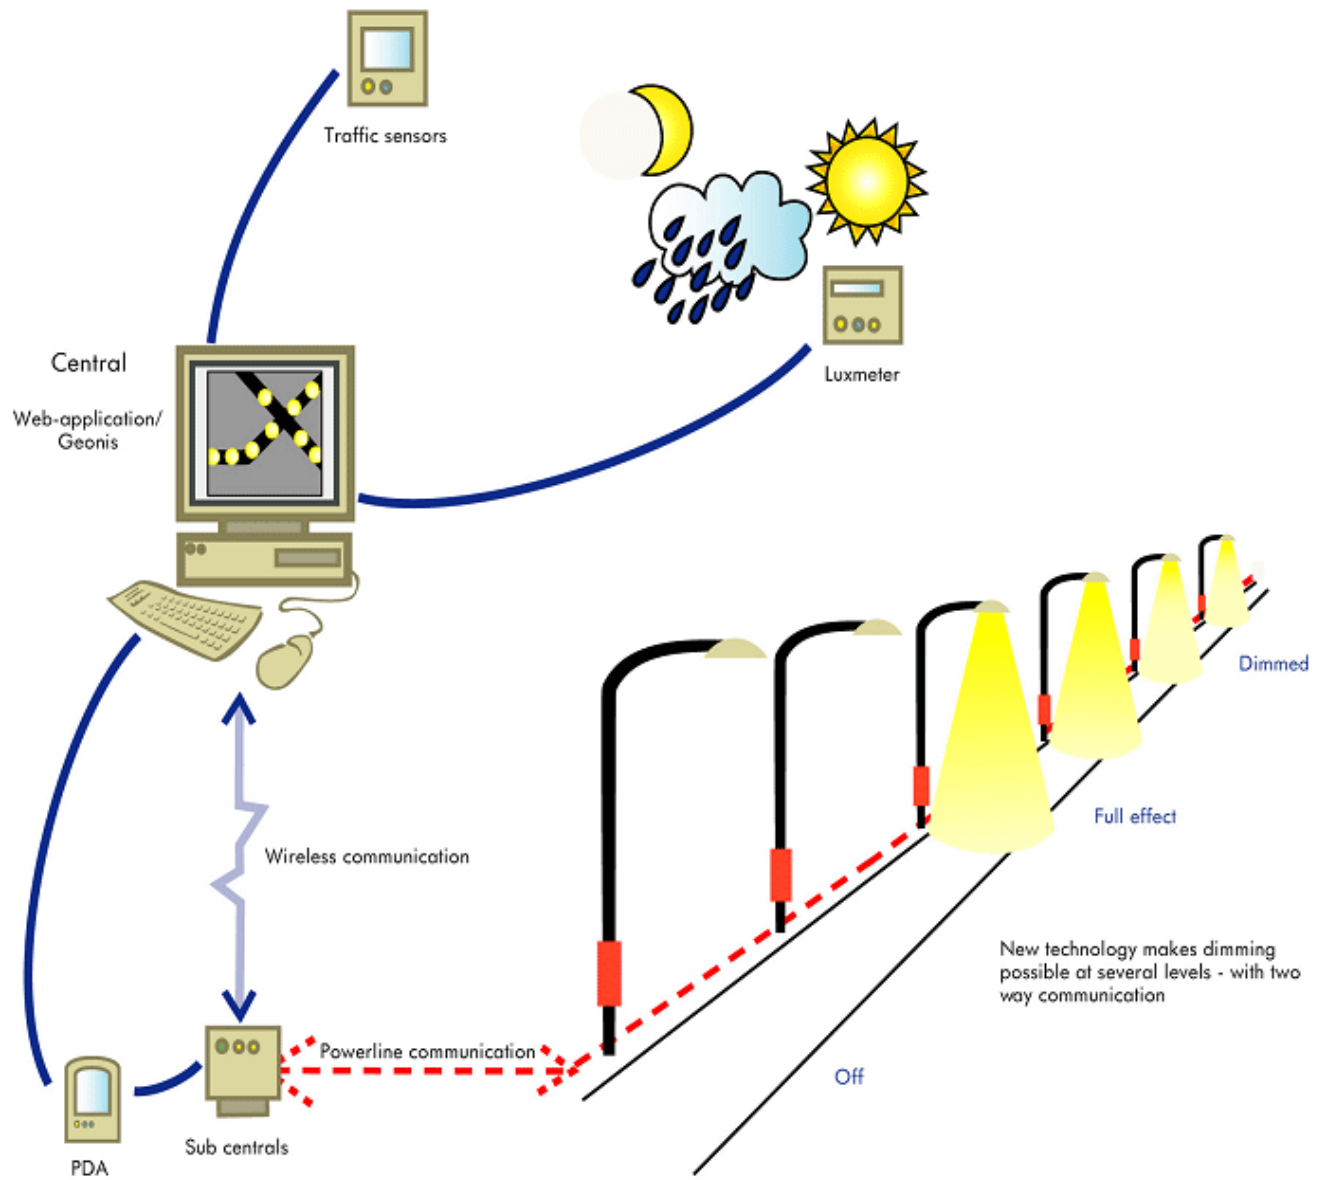 Traffic sensors
Luxmeter
Central
Web-application/
Geonis
Dimmed
Full effect
Wireless communication
New technology makes dimming
possible at several levels - with two
way communication
Powerline communication
Off
Sub centrals
PDA